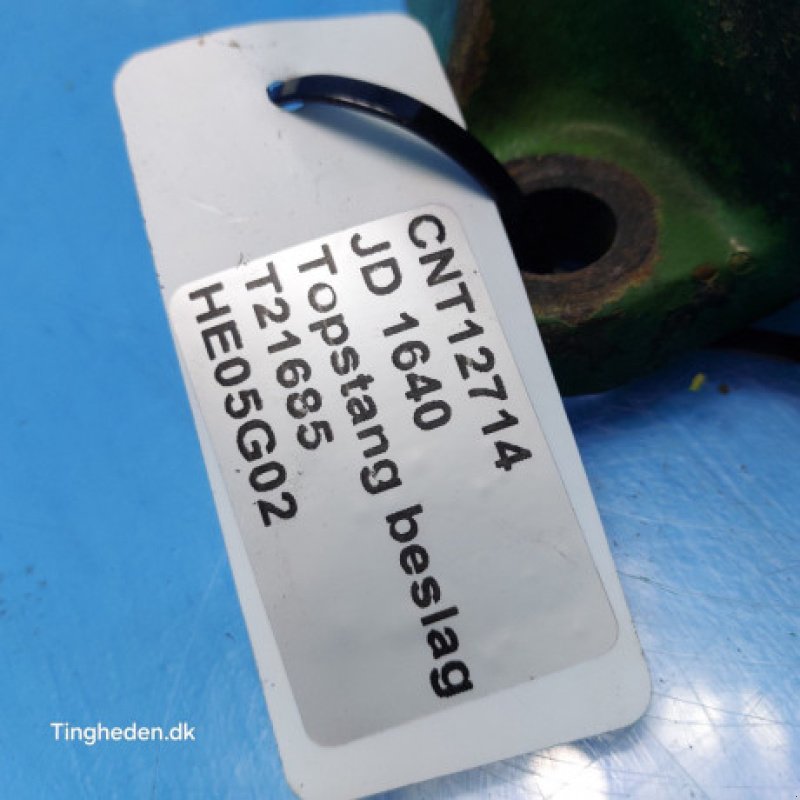 CNT12714
JD 1640
Topstang beslag
T21685
HE05G02
Tingheden.dk